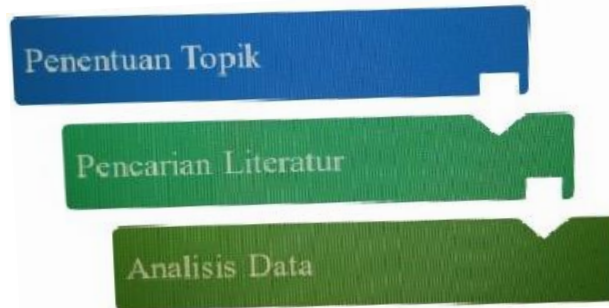 Penentuan Topik
Pencarian Literatur
Analisis Data